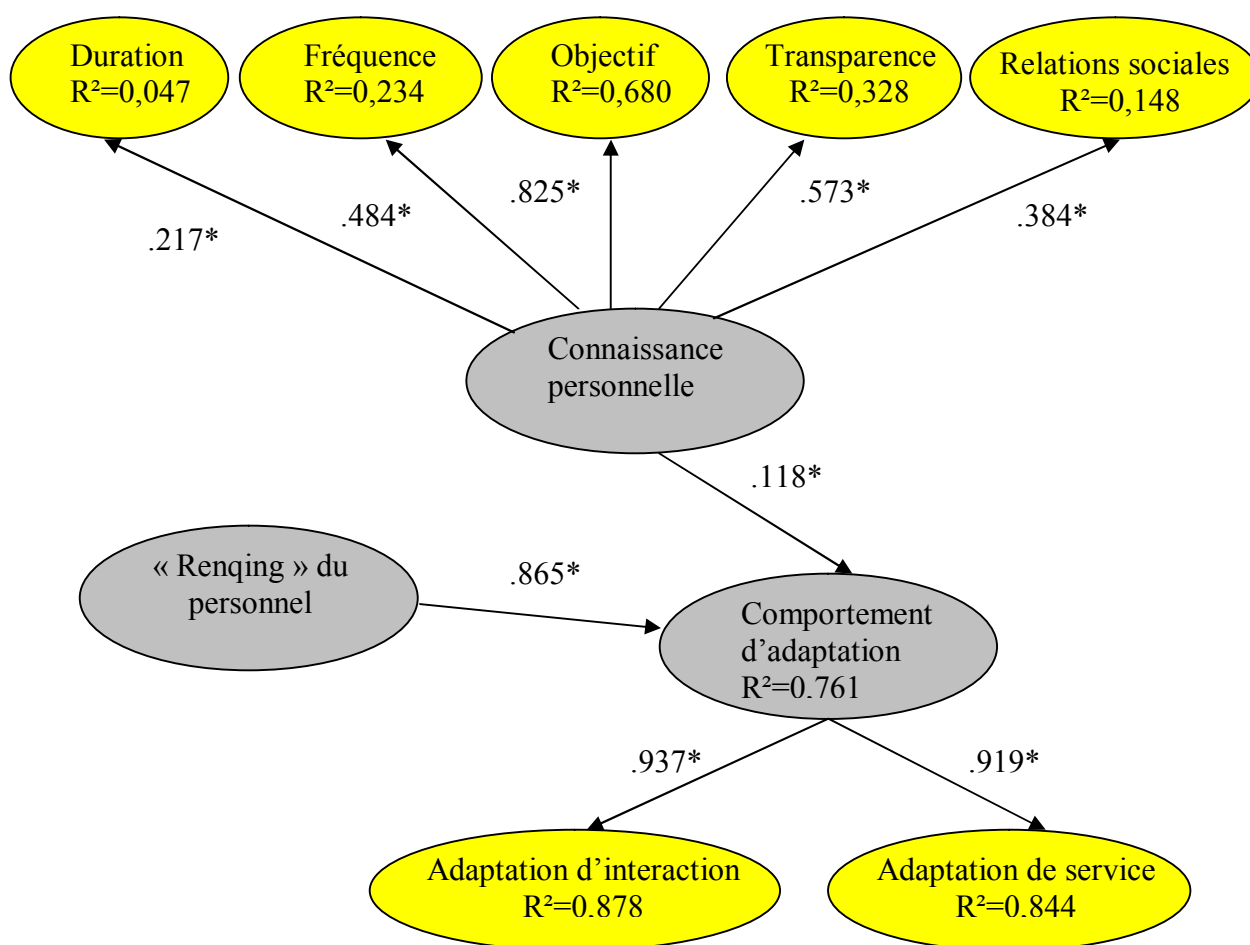 Duration
R²=0,047
Fréquence
R²=0,234
Objectif
R²=0,680
Transparence
R²=0,328
Relations sociales
R²=0,148
.217*
.484*
.825*
.573*
.384*
Connaissance
personnelle
.118*
« Renqing » du
personnel
.865*
Comportement
d’adaptation
R²=0.761
.937*
.919*
Adaptation d’interaction
R²=0.878
Adaptation de service
R²=0.844